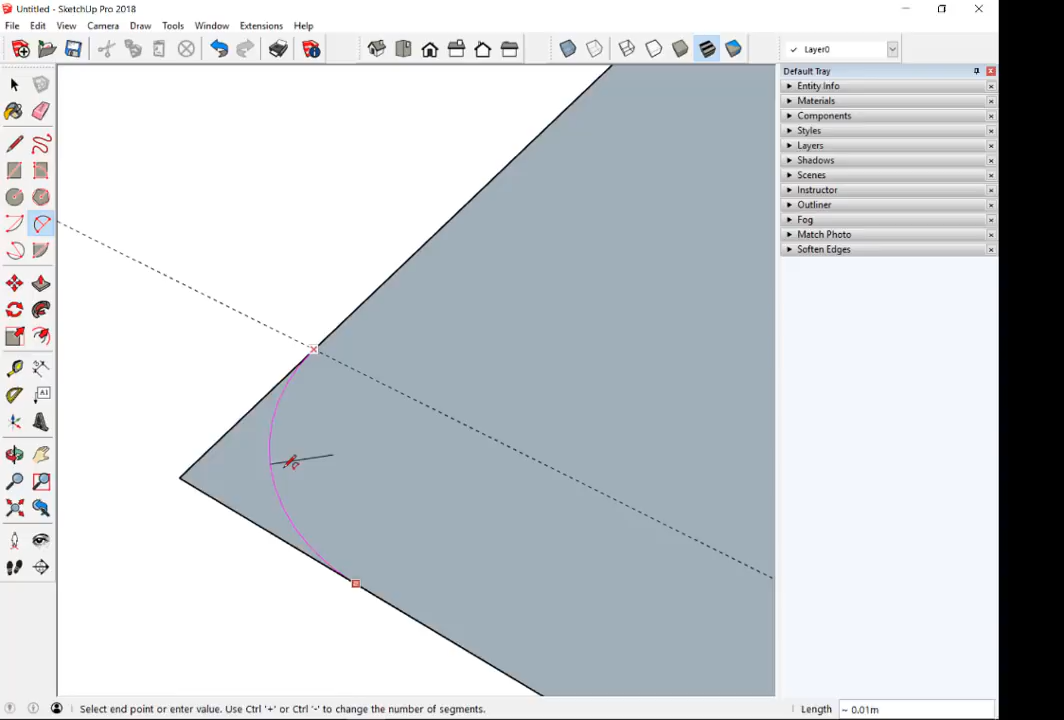 Untitled - SketchUp Pro 2018
File Edit View Camera Draw Tools Window Extensions Help
Layer0
Default Tray
Entity Info
Materials
Components
Styles
Layers
Shadows
Scenes
Instructor
Outliner
Fog
Match Photo
Soften Edges
A1
Select end point or enter value. Use Ctrl '+' or Ctrl '-' to change the number of segments.
Length ~ 0.01m